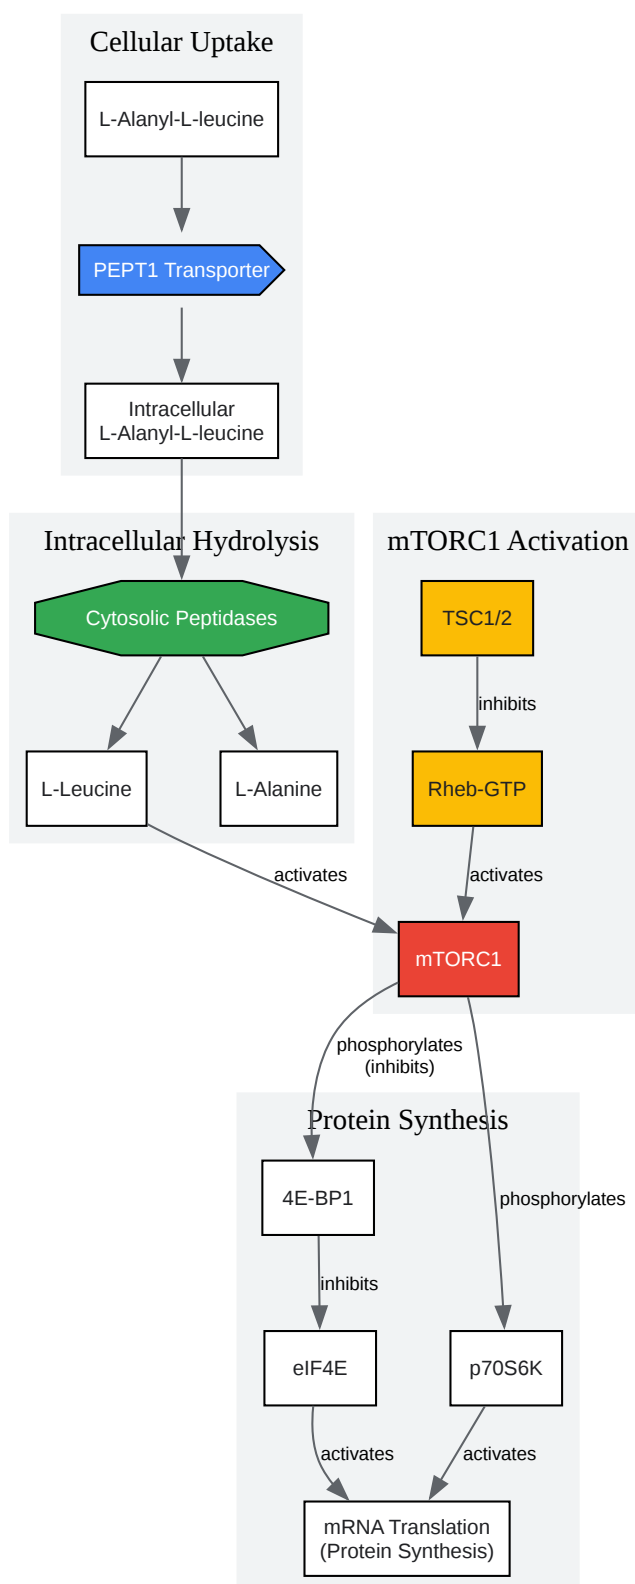 Cellular Uptake
L-Alanyl-L-leucine
PEPT1 Transporter
Intracellular
L-Alanyl-L-leucine
Intracellular Hydrolysis
Cytosolic Peptidases
L-Leucine
L-Alanine
mTORC1 Activation
TSC1/2
inhibits
Rheb-GTP
activates
activates
mTORC1
phosphorylates
(inhibits)
Protein Synthesis
4E-BP1
phosphorylates
inhibits
eIF4E
p70S6K
activates
activates
mRNA Translation
(Protein Synthesis)